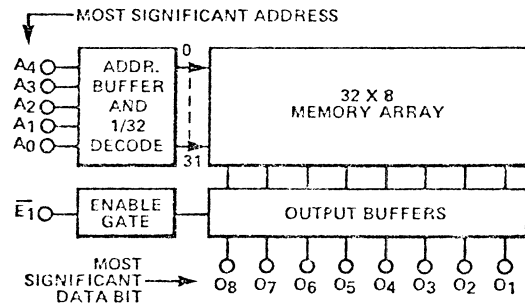 MOST SIGNIFICANT ADDRESS
A4
A3
A2
A1
A0
ADDR.
BUFFER
AND
1/32
DECODE
0
31
32 X 8
MEMORY ARRAY
E1
ENABLE
GATE
OUTPUT BUFFERS
MOST
SIGNIFICANT
DATA BIT
O8 O7 O6 O5 O4 O3 O2 O1